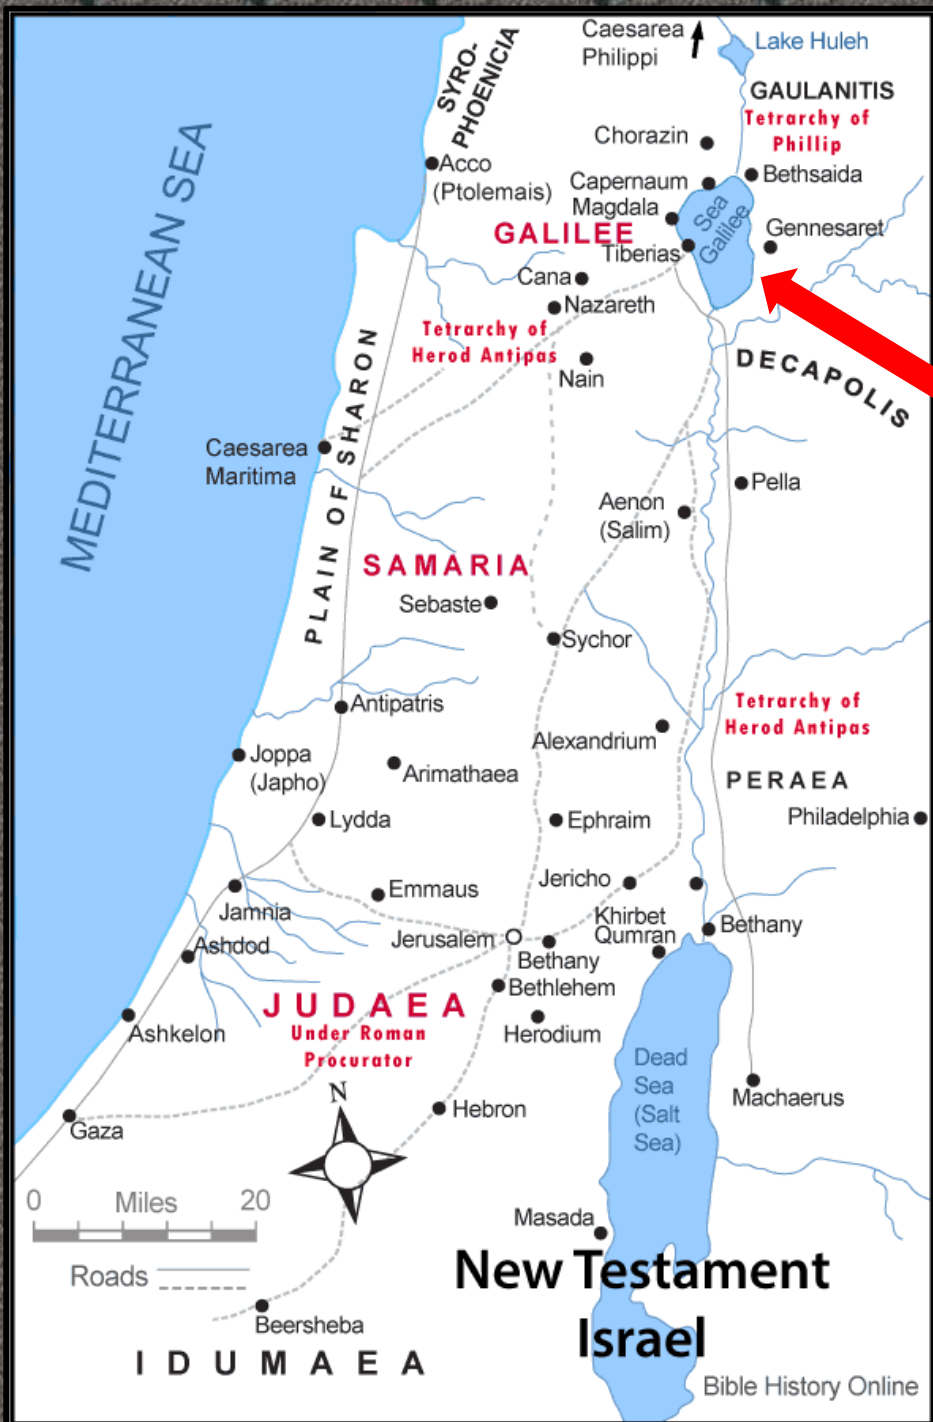 Caesarea
Philippi
Lake Huleh
SYRO-
PHOENICIA
GAULANITIS
Tetrarchy of
Phillip
Chorazin
Acco
(Ptolemais)
Bethsaida
Capernaum
Magdala
Sea
Galilee
Gennesaret
GALILEE
Tiberias
MEDITERRANEAN SEA
Cana
Nazareth
Tetrarchy of
Herod Antipas
DECAPOLIS
Nain
PLAIN OF SHARON
Caesarea
Maritima
Pella
Aenon
(Salim)
SAMARIA
Sebaste
Sychor
Antipatris
Tetrarchy of
Herod Antipas
Alexandrium
Joppa
(Japho)
Arimathaea
PERAEA
Lydda
Ephraim
Philadelphia
Emmaus
Jericho
Jamnia
Khirbet
Qumran
Bethany
Jerusalem
Ashdod
Bethany
Bethlehem
JUDAEA
Under Roman
Procurator
Ashkelon
Herodium
Dead
Sea
(Salt
Sea)
Machaerus
N
Hebron
Gaza
0 Miles 20
Masada
Roads
New Testament
Israel
Beersheba
IDUMAEA
Bible History Online